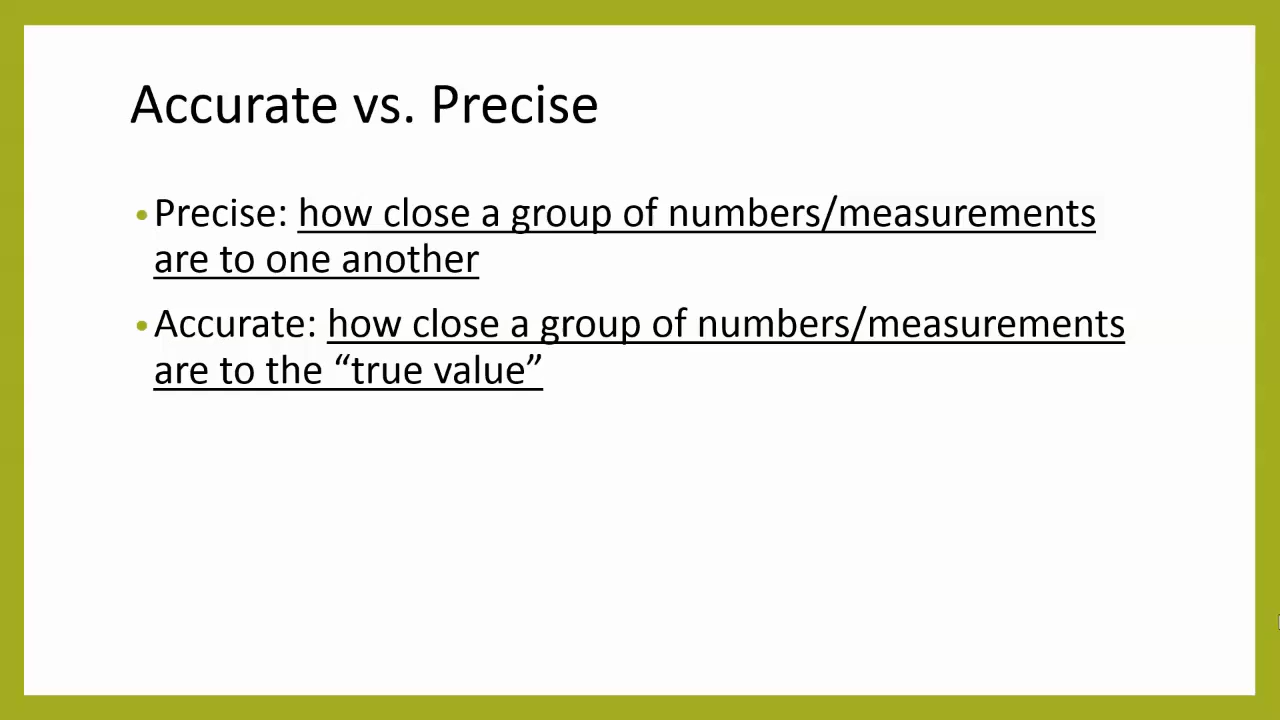 Accurate vs. Precise
•Precise: how close a group of numbers/measurements
are to one another
•Accurate: how close a group of numbers/measurements
are to the “true value”